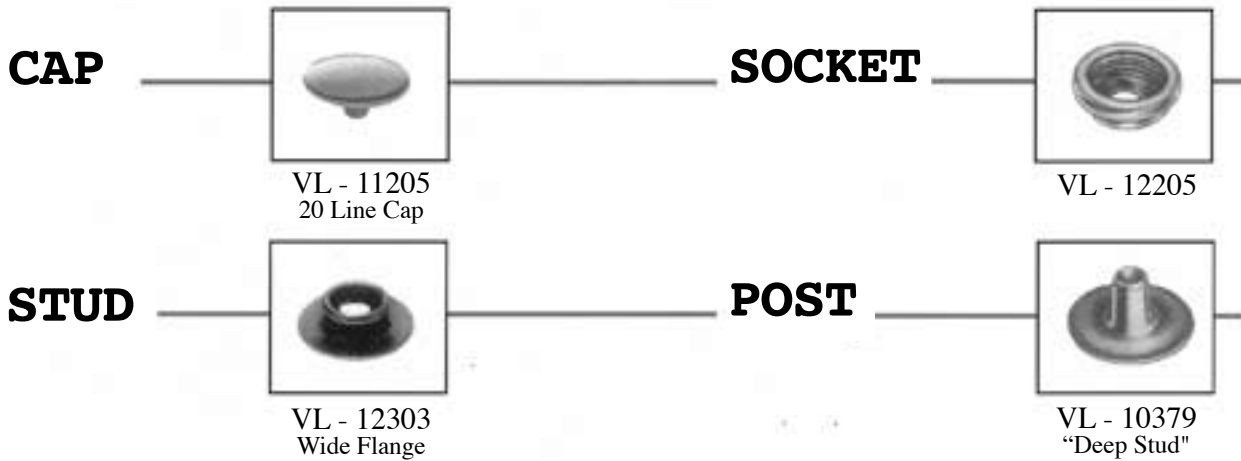 CAP
SOCKET
VL - 11205
20 Line Cap
VL - 12205
STUD
POST
VL - 12303
Wide Flange
VL - 10379
“Deep Stud"